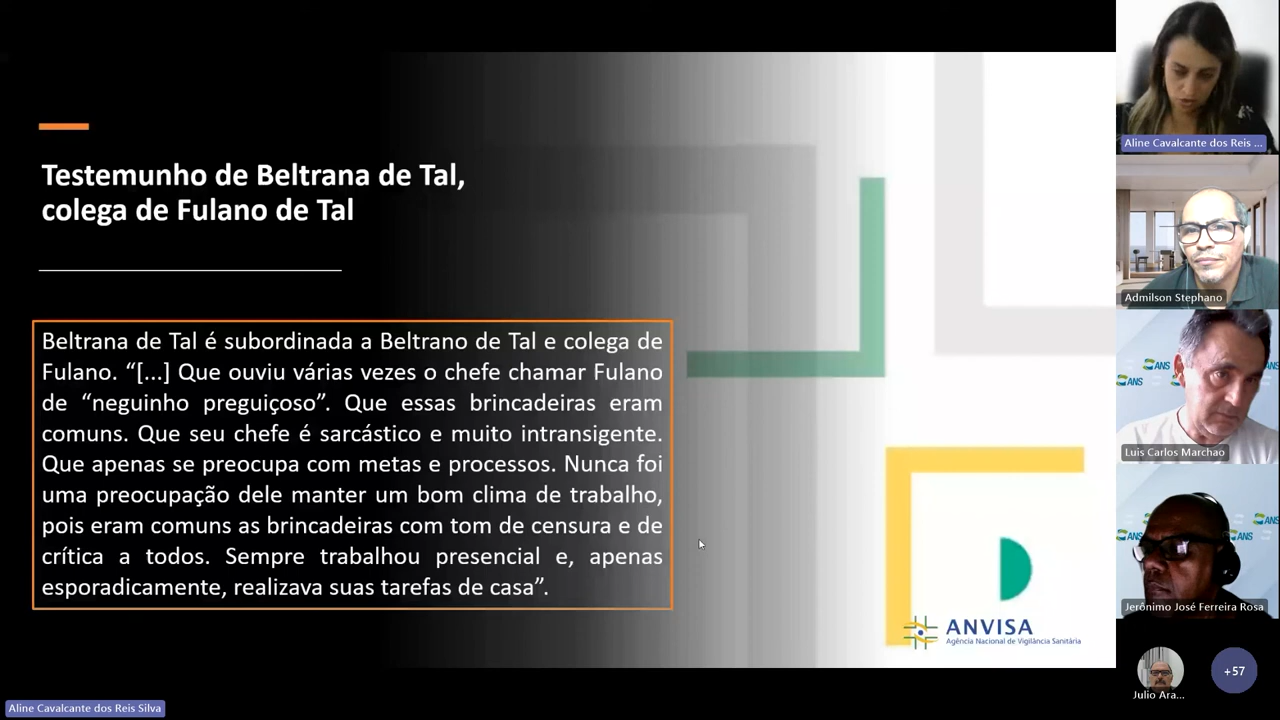 Testemunho de Beltrana de Tal,
colega de Fulano de Tal
Beltrana de Tal é subordinada a Beltrano de Tal e colega de
Fulano. “[...] Que ouviu várias vezes o chefe chamar Fulano
de “neguinho preguiçoso”. Que essas brincadeiras eram
comuns. Que seu chefe é sarcástico e muito intransigente.
Que apenas se preocupa com metas e processos. Nunca foi
uma preocupação dele manter um bom clima de trabalho,
pois eram comuns as brincadeiras com tom de censura e de
crítica a todos. Sempre trabalhou presencial e, apenas
esporadicamente, realizava suas tarefas de casa”.
ANVISA
Agência Nacional de Vigilância Sanitária
Aline Cavalcante dos Reis ...
Admilson Stephano
ANS
ANS
Luis Carlos Marchao
ANS
ANS
Jerônimo José Ferreira Rosa
Julio Ara...
+57
Aline Cavalcante dos Reis Silva